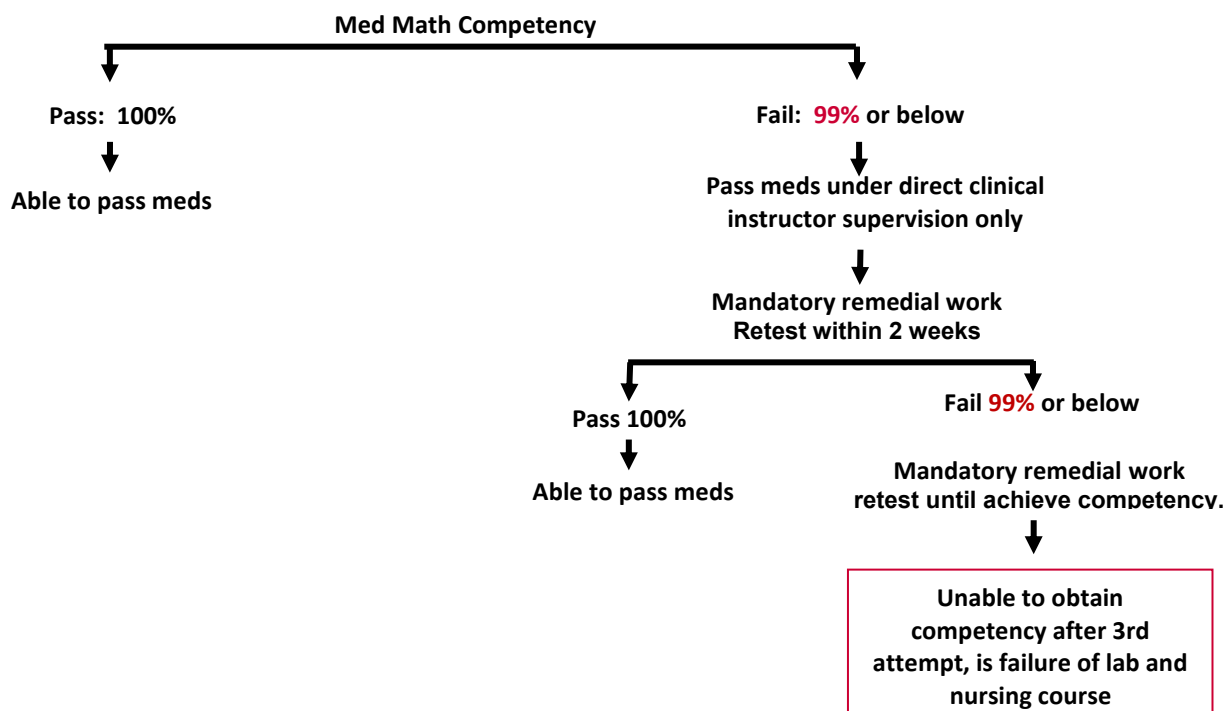 Med Math Competency
Pass: 100%
Able to pass meds
Fail: 99% or below
Pass meds under direct clinical
instructor supervision only
Mandatory remedial work
Retest within 2 weeks
Pass 100%
Able to pass meds
Fail 99% or below
Mandatory remedial work
retest until achieve competency.
Unable to obtain
competency after 3rd
attempt, is failure of lab and
nursing course